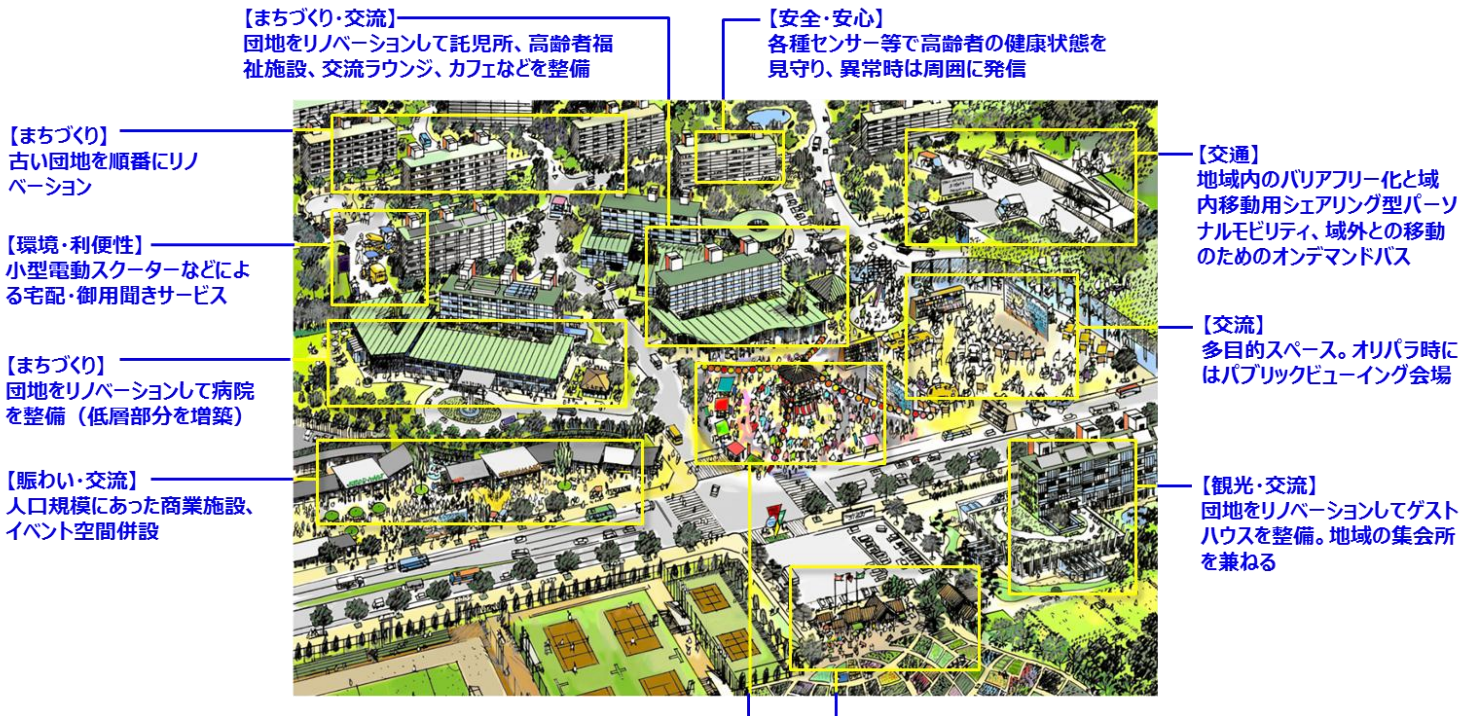 【まちづくり・交流】
団地をリノベーションして託児所、高齢者福
祉施設、交流ラウンジ、カフェなどを整備
【安全・安心】
各種センサー等で高齢者の健康状態を
見守り、異常時は周囲に発信
【まちづくり】
古い団地を順番にリノ
ベーション
【環境・利便性】
小型電動スクーターなどによ
る宅配・御用聞きサービス
【まちづくり】
団地をリノベーションして病院
を整備（低層部分を増築）
【賑わい・交流】
人口規模にあった商業施設、
イベント空間併設
【交通】
地域内のバリアフリー化と域
内移動用シェアリング型パーソ
ナルモビリティ、域外との移動
のためのオンデマンドバス
【交流】
多目的スペース。オリパラ時に
はパブリックビューイング会場
【観光・交流】
団地をリノベーションしてゲスト
ハウスを整備。地域の集会所
を兼ねる